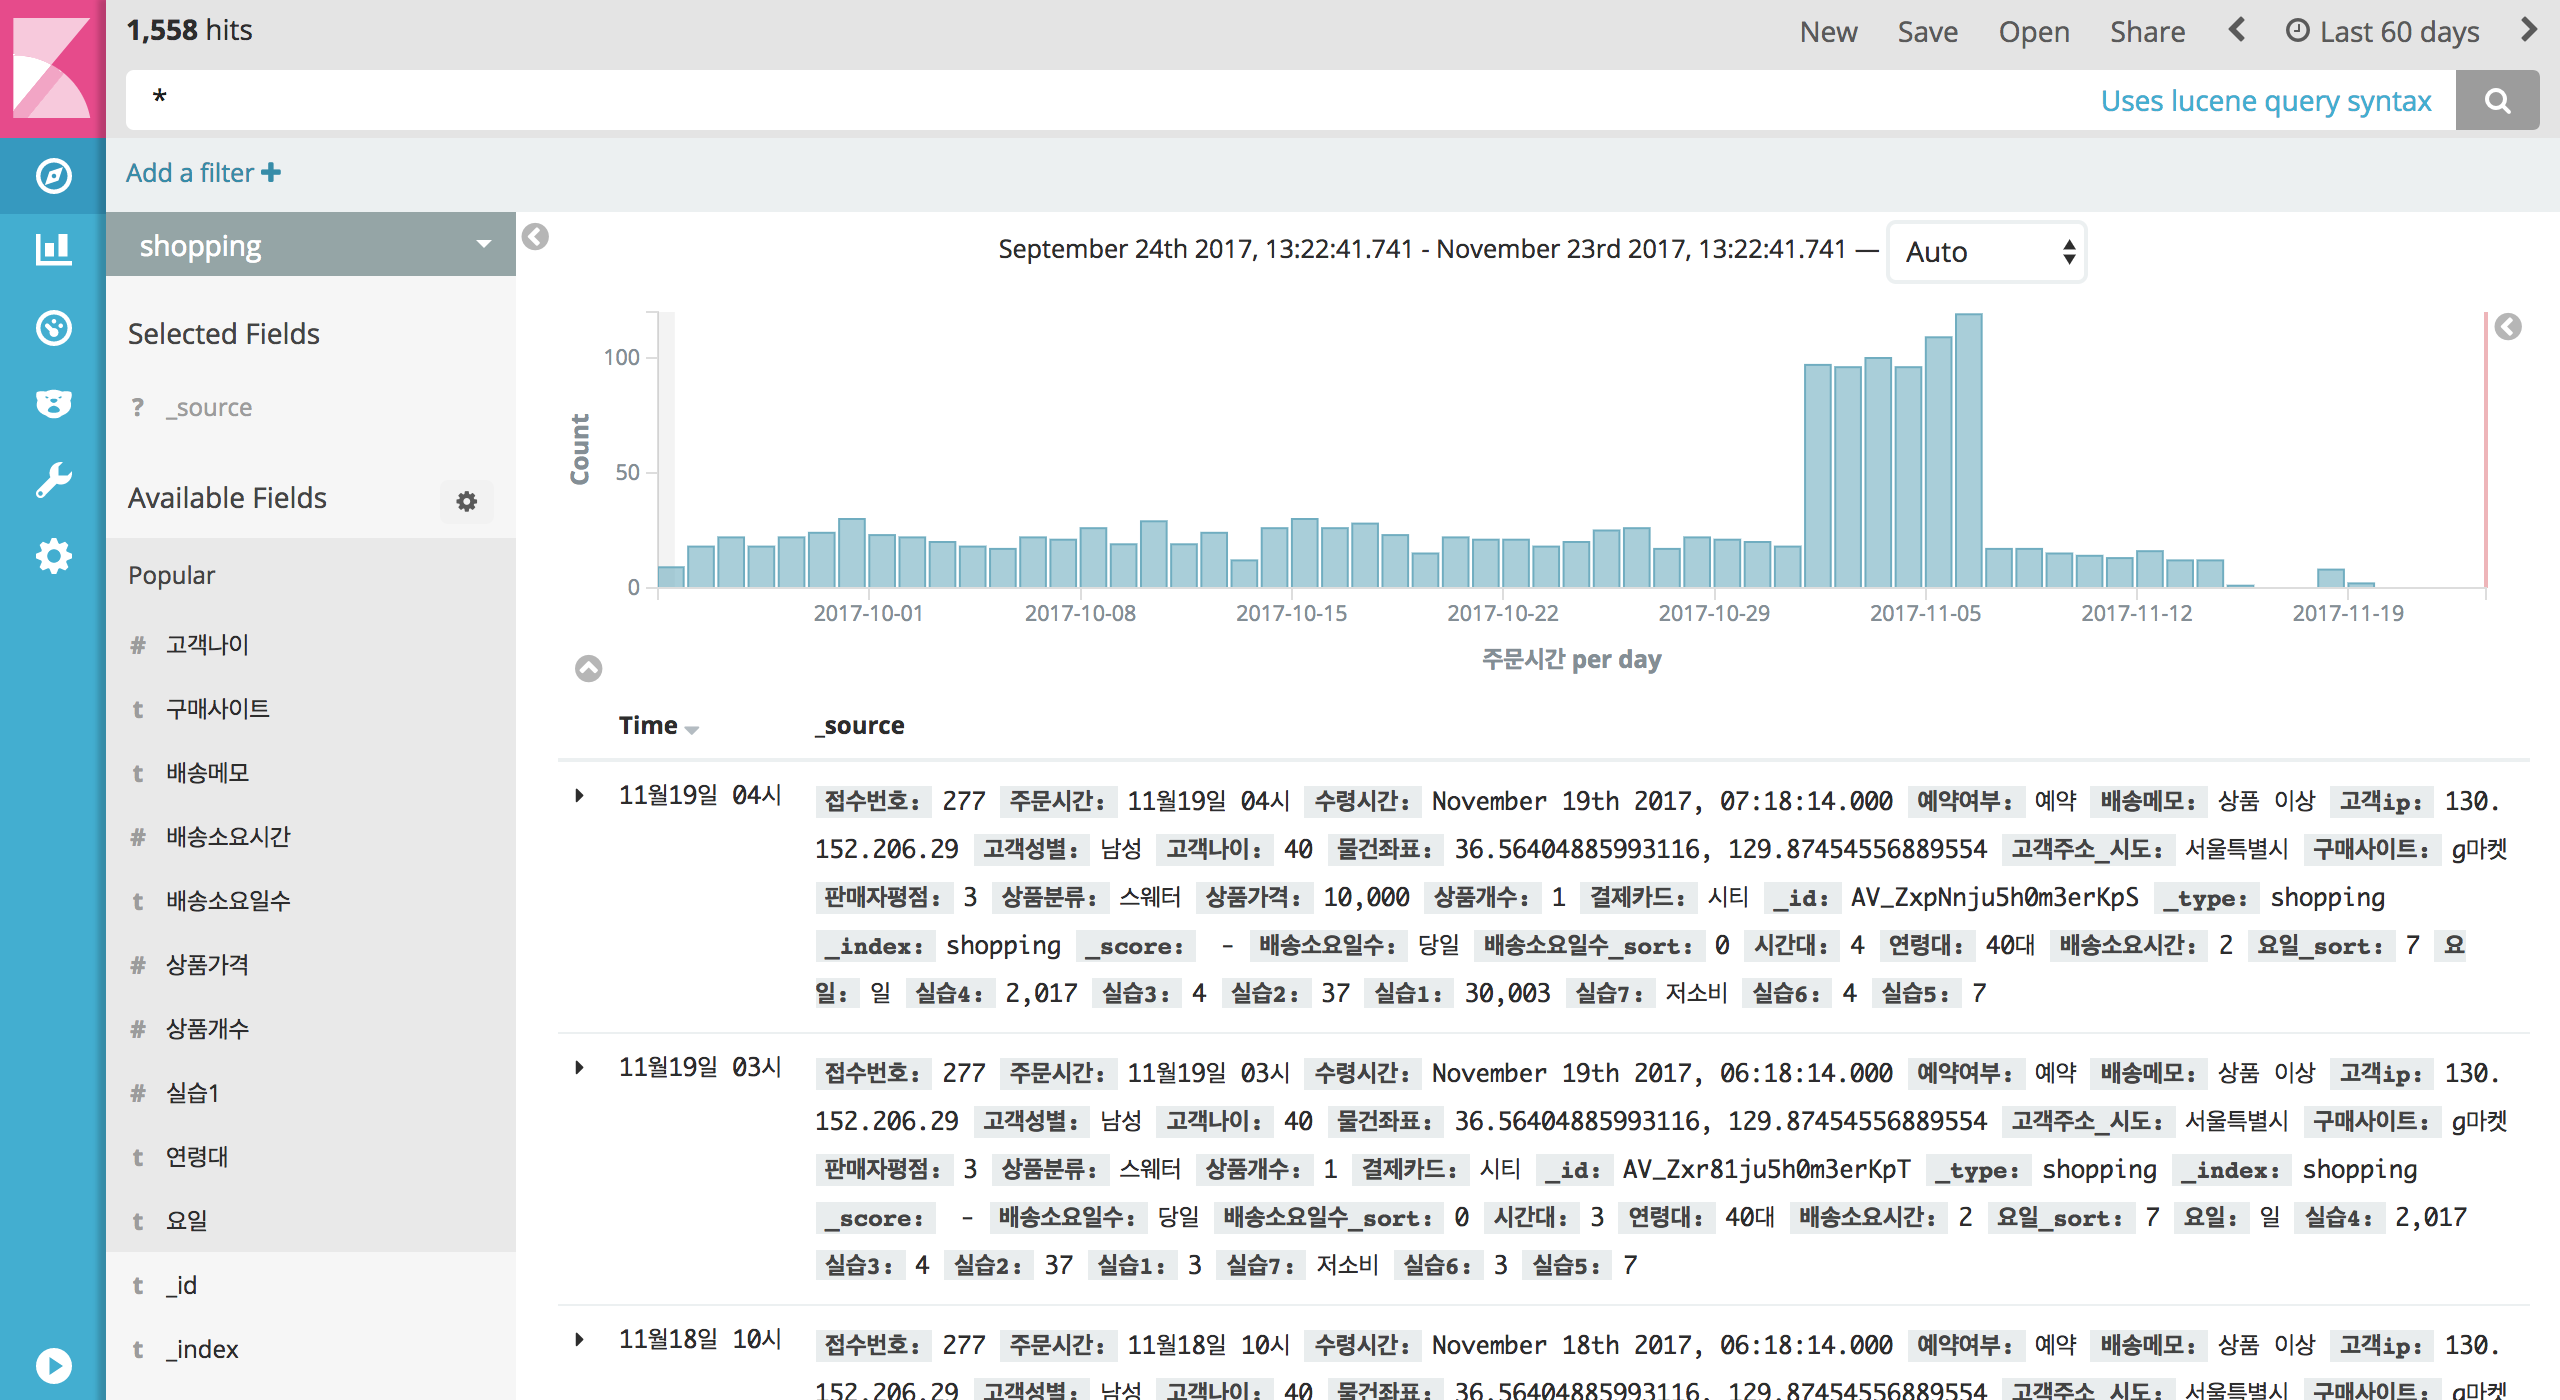 1,558 hits
New Save Open Share Last 60 days
*
Uses lucene query syntax
Add a filter
shopping
September 24th 2017, 13:22:41.741 - November 23rd 2017, 13:22:41.741 — Auto
Selected Fields
? _source
Available Fields
Popular
# 고객나이
t 구매사이트
t 배송메모
# 배송소요시간
t 배송소요일수
# 상품가격
# 상품개수
# 실습1
t 연령대
t 요일
t _id
t _index
Count
100
50
0
2017-10-01 2017-10-08 2017-10-15 2017-10-22 2017-10-29 2017-11-05 2017-11-12 2017-11-19
주문시간 per day
Time _source
11월19일 04시 접수번호: 277 주문시간: 11월19일 04시 수령시간: November 19th 2017, 07:18:14.000 예약여부: 예약 배송메모: 상품 이상 고객ip: 130.
152.206.29 고객성별: 남성 고객나이: 40 물건좌표: 36.56404885993116, 129.87454556889554 고객주소_시도: 서울특별시 구매사이트: g마켓
판매자평점: 3 상품분류: 스웨터 상품가격: 10,000 상품개수: 1 결제카드: 시티 _id: AV_ZxpNnju5h0m3erKpS _type: shopping
_index: shopping _score: - 배송소요일수: 당일 배송소요일수_sort: 0 시간대: 4 연령대: 40대 배송소요시간: 2 요일_sort: 7 요
일: 일 실습4: 2,017 실습3: 4 실습2: 37 실습1: 30,003 실습7: 저소비 실습6: 4 실습5: 7
11월19일 03시 접수번호: 277 주문시간: 11월19일 03시 수령시간: November 19th 2017, 06:18:14.000 예약여부: 예약 배송메모: 상품 이상 고객ip: 130.
152.206.29 고객성별: 남성 고객나이: 40 물건좌표: 36.56404885993116, 129.87454556889554 고객주소_시도: 서울특별시 구매사이트: g마켓
판매자평점: 3 상품분류: 스웨터 상품개수: 1 결제카드: 시티 _id: AV_Zxr81ju5h0m3erKpT _type: shopping _index: shopping
_score: - 배송소요일수: 당일 배송소요일수_sort: 0 시간대: 3 연령대: 40대 배송소요시간: 2 요일_sort: 7 요일: 일 실습4: 2,017
실습3: 4 실습2: 37 실습1: 3 실습7: 저소비 실습6: 3 실습5: 7
11월18일 10시 접수번호: 277 주문시간: 11월18일 10시 수령시간: November 18th 2017, 06:18:14.000 예약여부: 예약 배송메모: 상품 이상 고객ip: 130.
152.206.29 고객성별: 남성 고객나이: 40 물건좌표: 36.56404885993116, 129.87454556889554 고객주소_시도: 서울특별시 구매사이트: g마켓